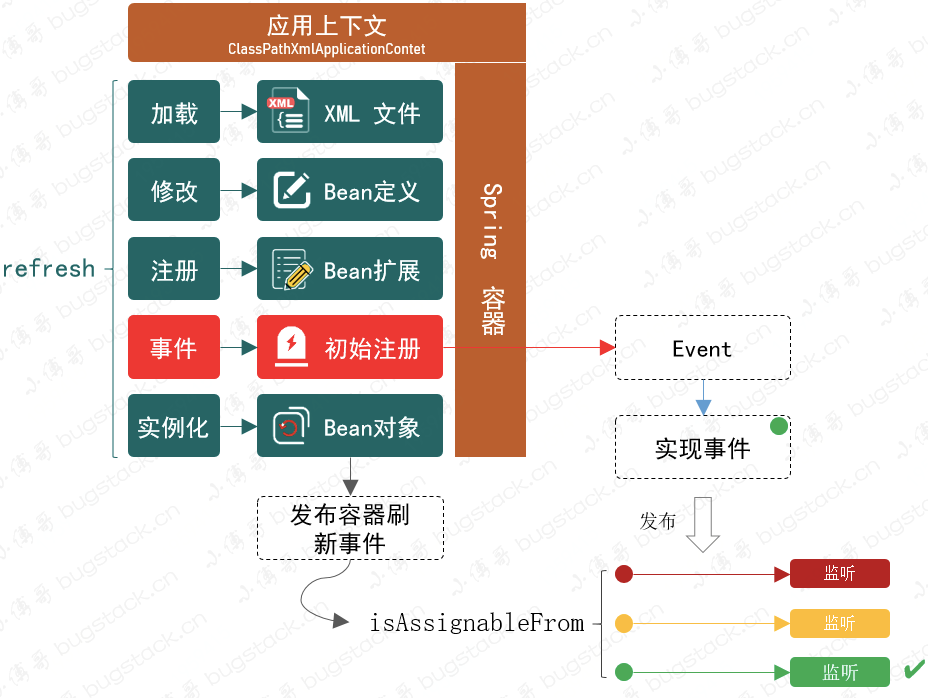 应用上下文
ClassPathXmlApplicationContet
加载
XML
XML 文件
修改
Bean定义
Spring 容器
refresh
注册
Bean扩展
事件
初始注册
Event
实例化
Bean对象
实现事件
发布容器刷
新事件
发布
isAssignableFrom
监听
监听
监听
小傅哥 bugstack.cn